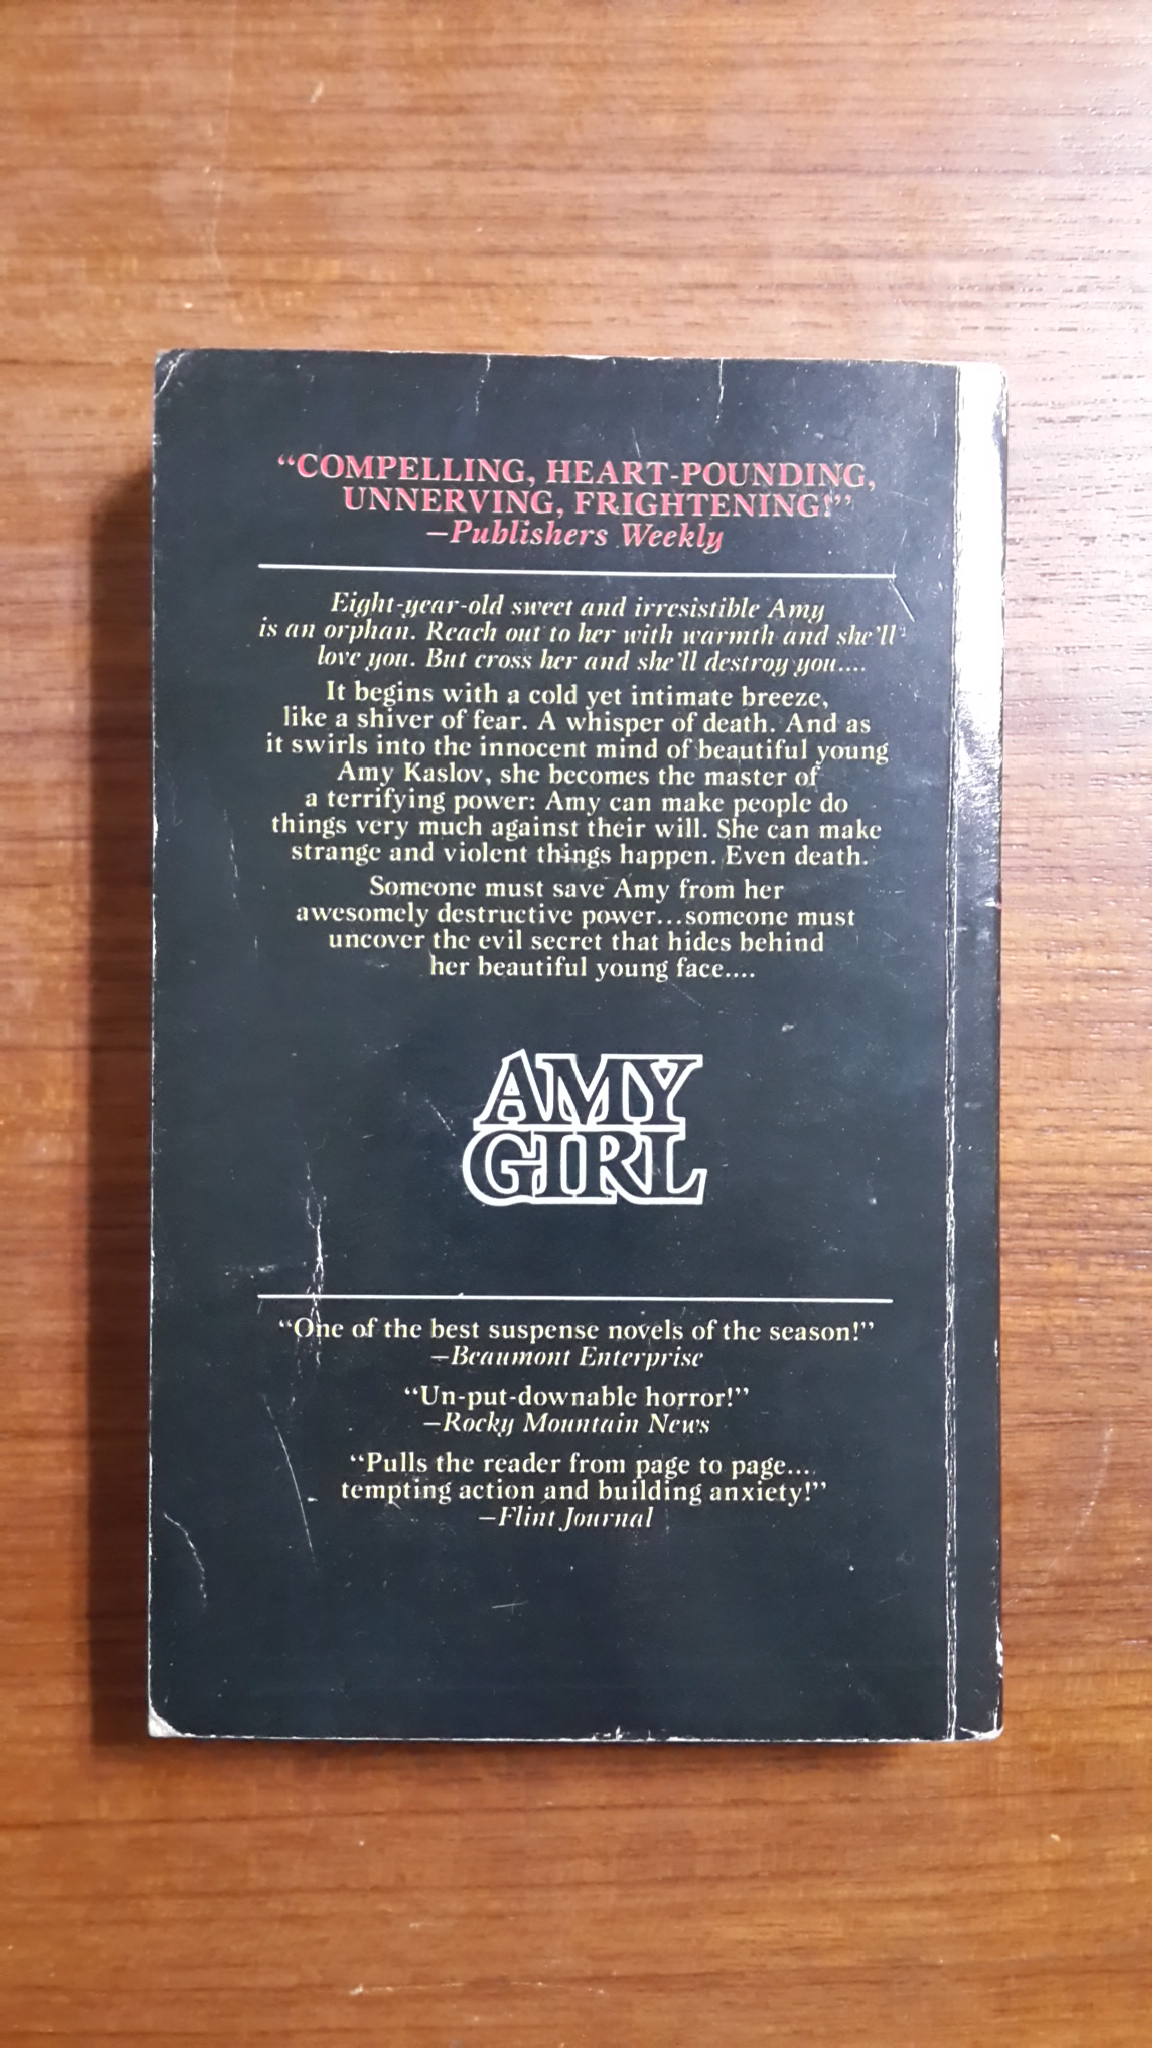 “COMPELLING, HEART-POUNDING,
UNNERVING, FRIGHTENING!”
—Publishers Weekly
Eight-year-old sweet and irresistible Amy
is an orphan. Reach out to her with warmth and she’ll
love you. But cross her and she’ll destroy you....
It begins with a cold yet intimate breeze,
like a shiver of fear. A whisper of death. And as
it swirls into the innocent mind of beautiful young
Amy Kaslov, she becomes the master of
a terrifying power: Amy can make people do
things very much against their will. She can make
strange and violent things happen. Even death.
Someone must save Amy from her
awesomely destructive power...someone must
uncover the evil secret that hides behind
her beautiful young face....
AMY
GIRL
“One of the best suspense novels of the season!”
—Beaumont Enterprise
“Un-put-downable horror!”
—Rocky Mountain News
“Pulls the reader from page to page....
tempting action and building anxiety!”
—Flint Journal